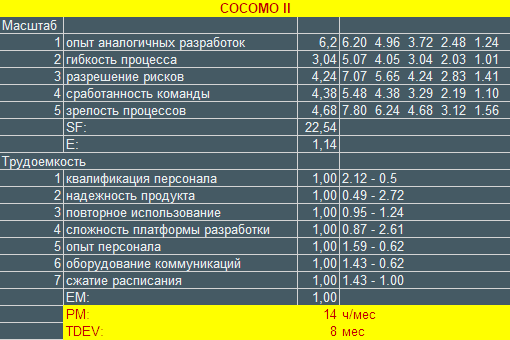 COCOMO II
Масштаб
1 опыт аналогичных разработок 6,2 6.20 4.96 3.72 2.48 1.24
2 гибкость процесса 3,04 5.07 4.05 3.04 2.03 1.01
3 разрешение рисков 4,24 7.07 5.65 4.24 2.83 1.41
4 сработанность команды 4,38 5.48 4.38 3.29 2.19 1.10
5 зрелость процессов 4,68 7.80 6.24 4.68 3.12 1.56
SF: 22,54
E: 1,14
Трудоемкость
1 квалификация персонала 1,00 2.12 - 0.5
2 надежность продукта 1,00 0.49 - 2.72
3 повторное использование 1,00 0.95 - 1.24
4 сложность платформы разработки 1,00 0.87 - 2.61
5 опыт персонала 1,00 1.59 - 0.62
6 оборудование коммуникаций 1,00 1.43 - 0.62
7 сжатие расписания 1,00 1.43 - 1.00
EM: 1,00
PM: 14 ч/мес
TDEV: 8 мес